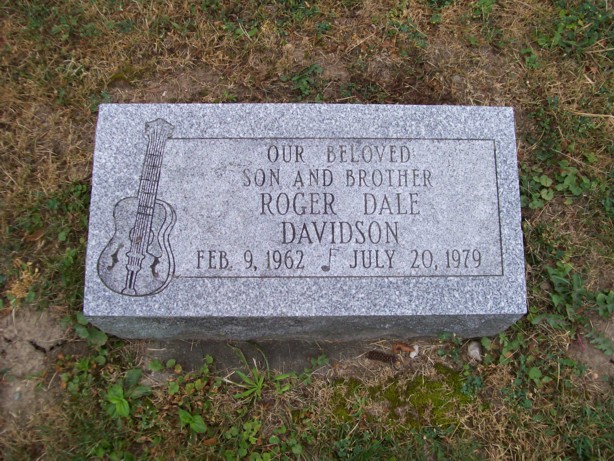 OUR BELOVED
SON AND BROTHER
ROGER DALE
DAVIDSON
FEB. 9, 1962 JULY 20, 1979